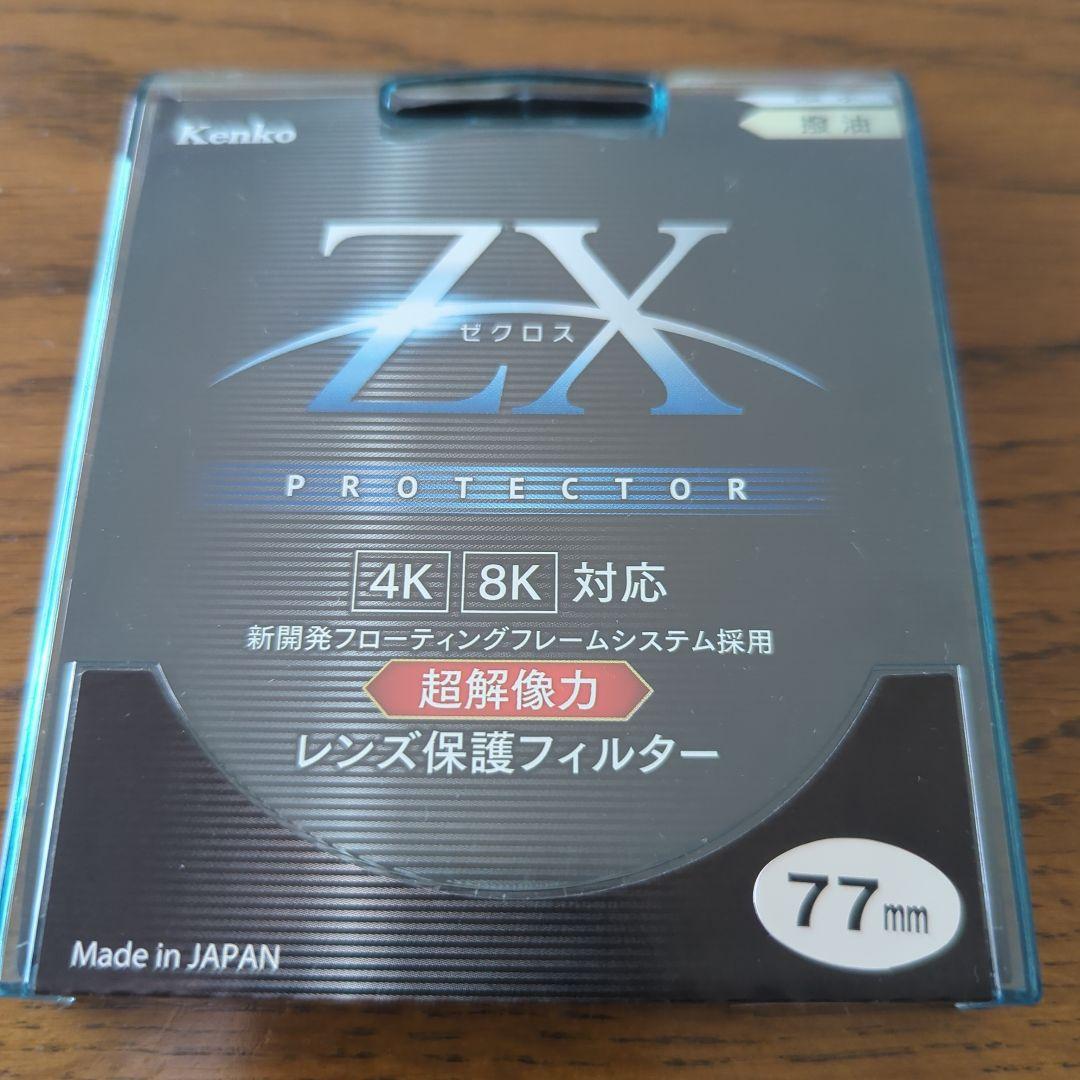 Kenko
撥油
ZX
ゼクロス
PROTECTOR
4K 8K 対応
新開発フローティングフレームシステム採用
超解像力
レンズ保護フィルター
77mm
Made in JAPAN